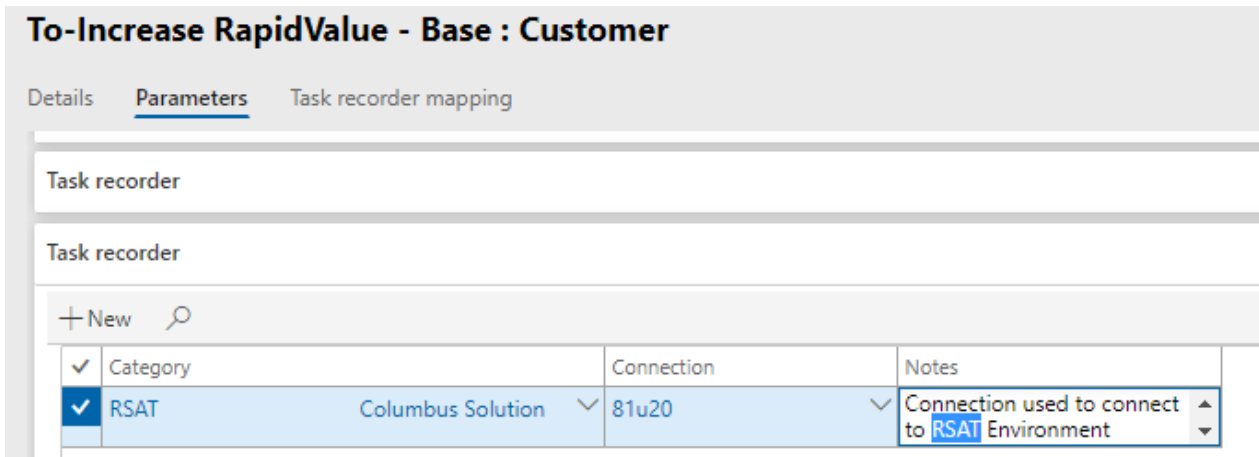 To-Increase RapidValue - Base : Customer
Details Parameters Task recorder mapping
Task recorder
Task recorder
New
Category Connection Notes
RSAT Columbus Solution 81u20 Connection used to connect
to RSAT Environment